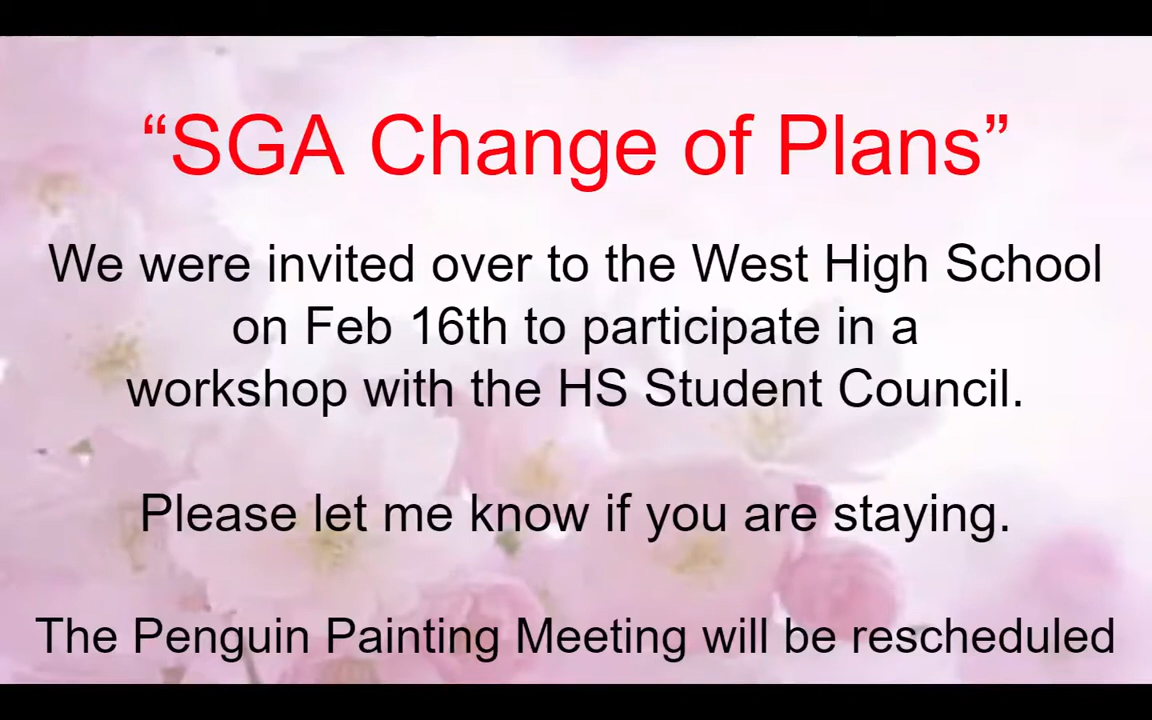 “SGA Change of Plans”
We were invited over to the West High School
on Feb 16th to participate in a
workshop with the HS Student Council.
Please let me know if you are staying.
The Penguin Painting Meeting will be rescheduled